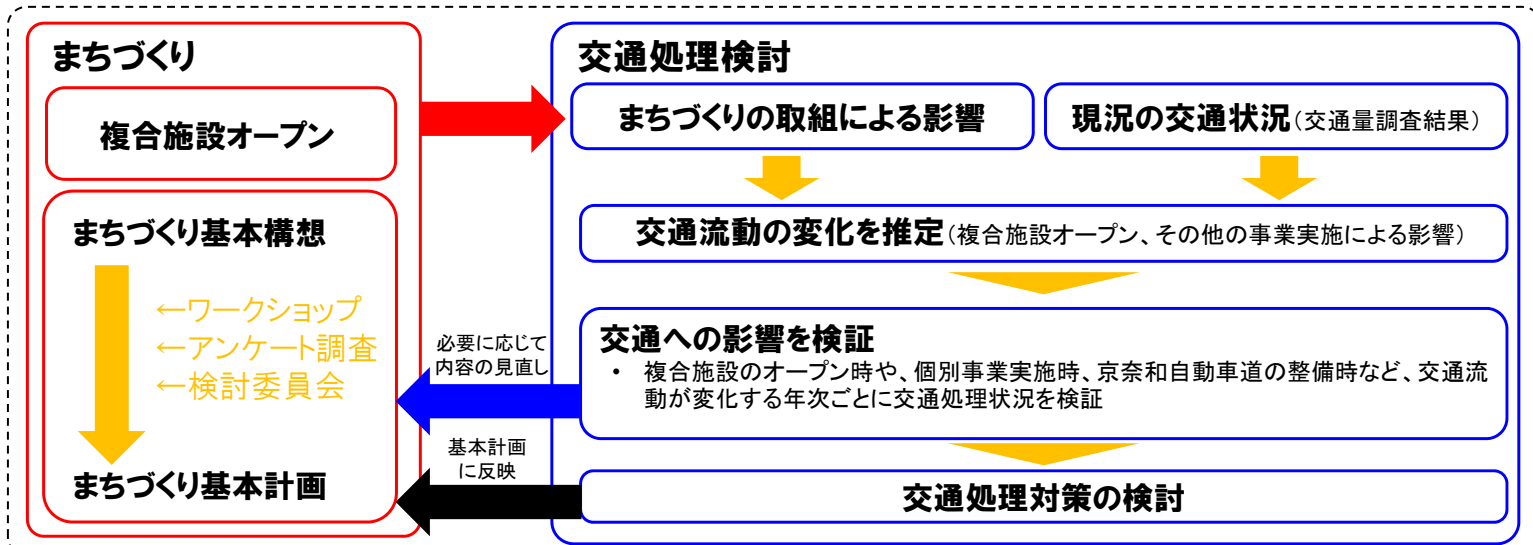 まちづくり
複合施設オープン
まちづくり基本構想
←ワークショップ
←アンケート調査
←検討委員会
まちづくり基本計画
必要に応じて
内容の見直し
基本計画
に反映
交通処理検討
まちづくりの取組による影響
現況の交通状況（交通量調査結果）
交通流動の変化を推定（複合施設オープン、その他の事業実施による影響）
交通への影響を検証
• 複合施設のオープン時や、個別事業実施時、京奈和自動車道の整備時など、交通流
動が変化する年次ごとに交通処理状況を検証
交通処理対策の検討